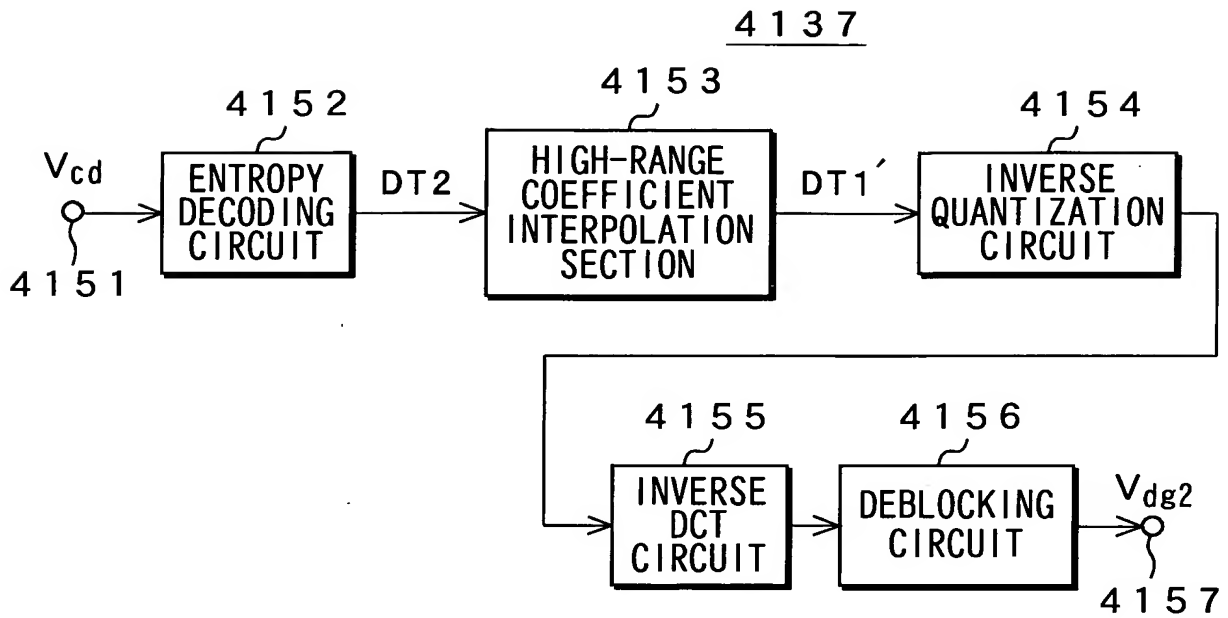 4137
4152
4153
4154
Vcd
ENTROPY
DECODING
CIRCUIT
DT2
HIGH-RANGE
COEFFICIENT
INTERPOLATION
SECTION
DT1′
INVERSE
QUANTIZATION
CIRCUIT
4151
4155
4156
INVERSE
DCT
CIRCUIT
DEBLOCKING
CIRCUIT
Vdg2
4157